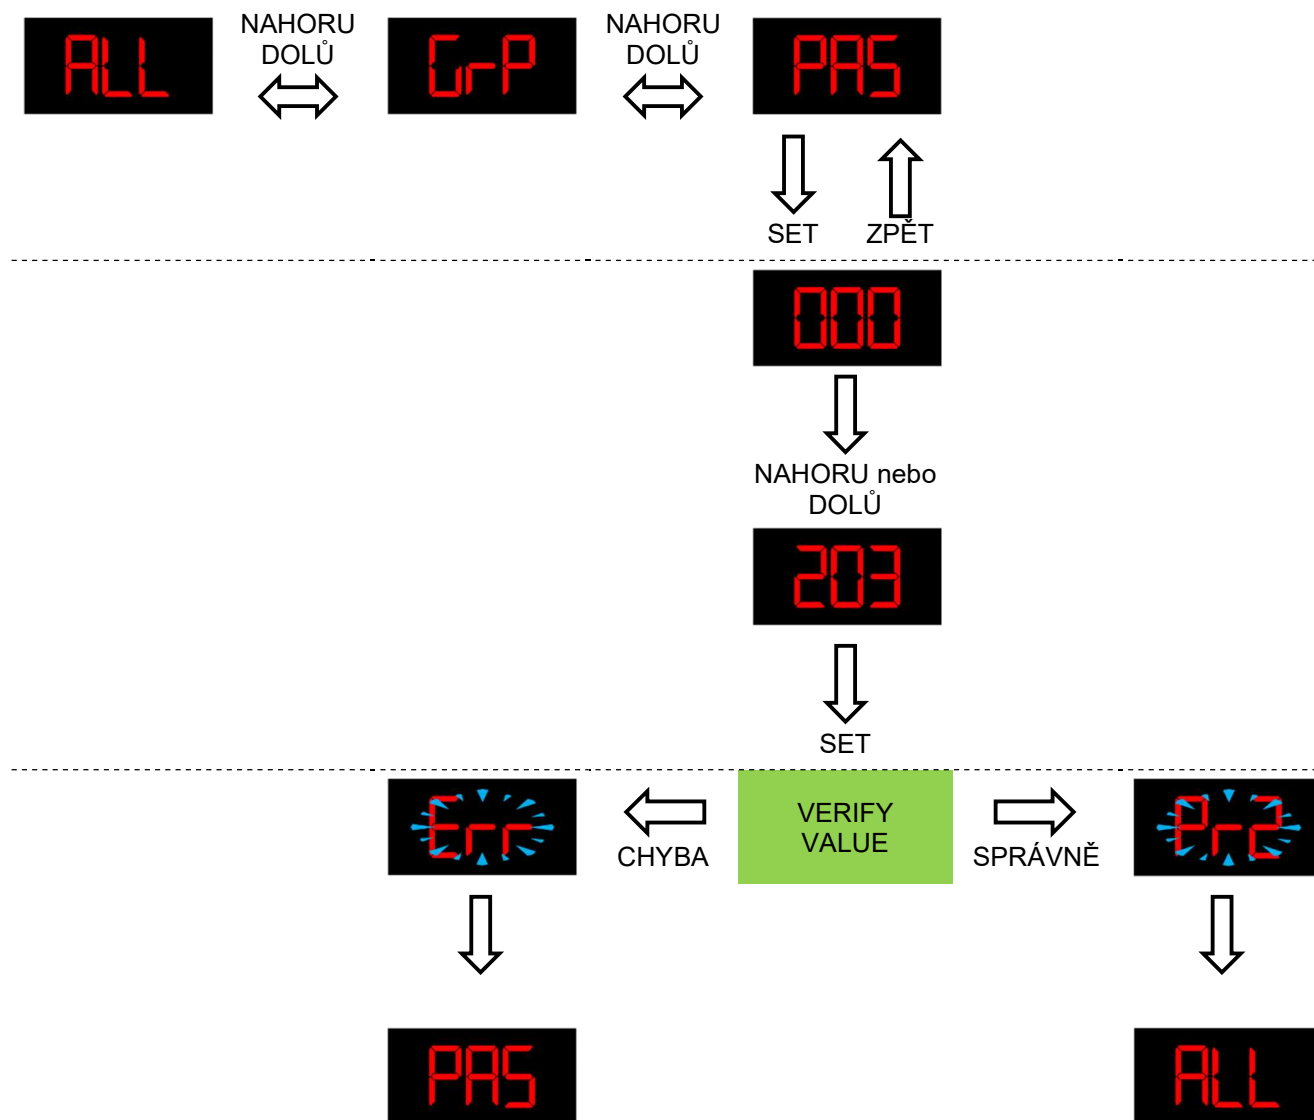 ALL
NAHORU
DOLŮ
GrP
NAHORU
DOLŮ
PAS
SET
ZPĚT
000
NAHORU nebo
DOLŮ
203
SET
Err
CHYBA
VERIFY
VALUE
SPRÁVNĚ
Pr2
PAS
ALL